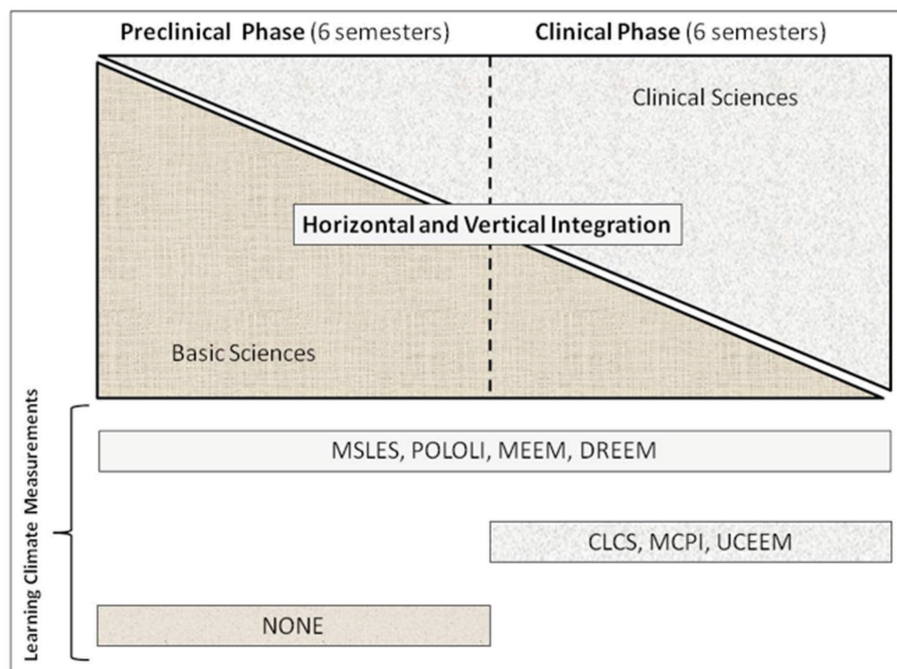 Preclinical Phase (6 semesters)
Clinical Phase (6 semesters)
Clinical Sciences
Horizontal and Vertical Integration
Basic Sciences
Learning Climate Measurements
MSLES, POLOLI, MEEM, DREEM
CLCS, MCPI, UCEEM
NONE